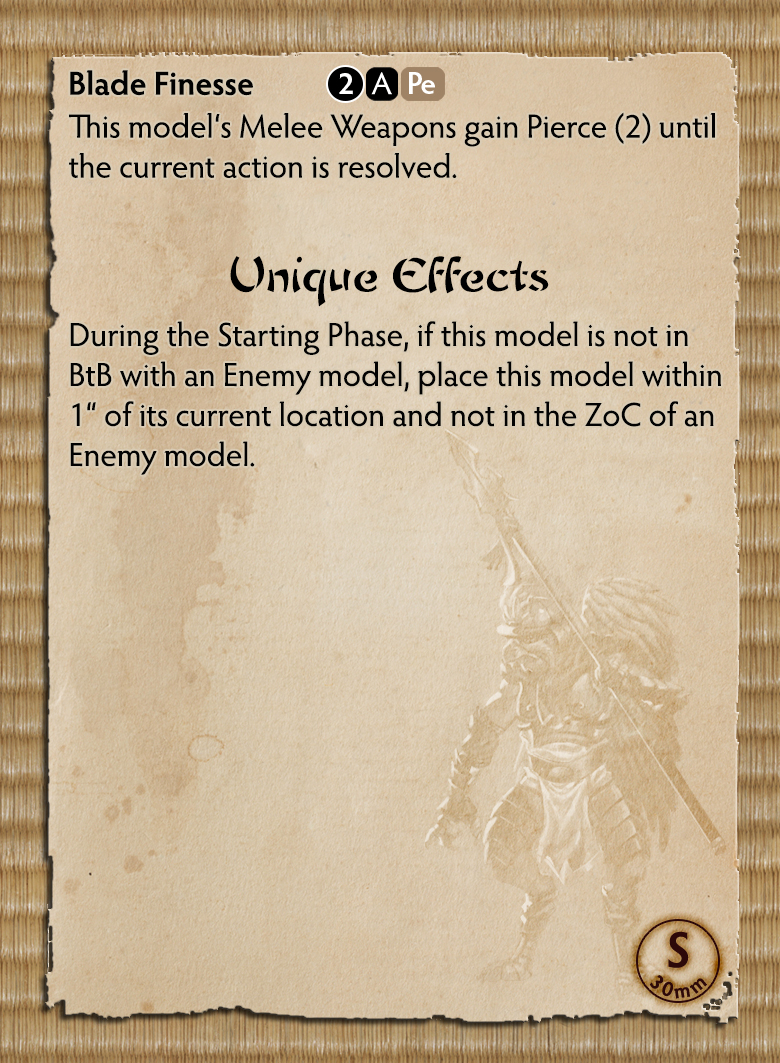 Blade Finesse 2 A Pe
This model‘s Melee Weapons gain Pierce (2) until
the current action is resolved.
Unique Effects
During the Starting Phase, if this model is not in
BtB with an Enemy model, place this model within
1“ of its current location and not in the ZoC of an
Enemy model.
S
30mm